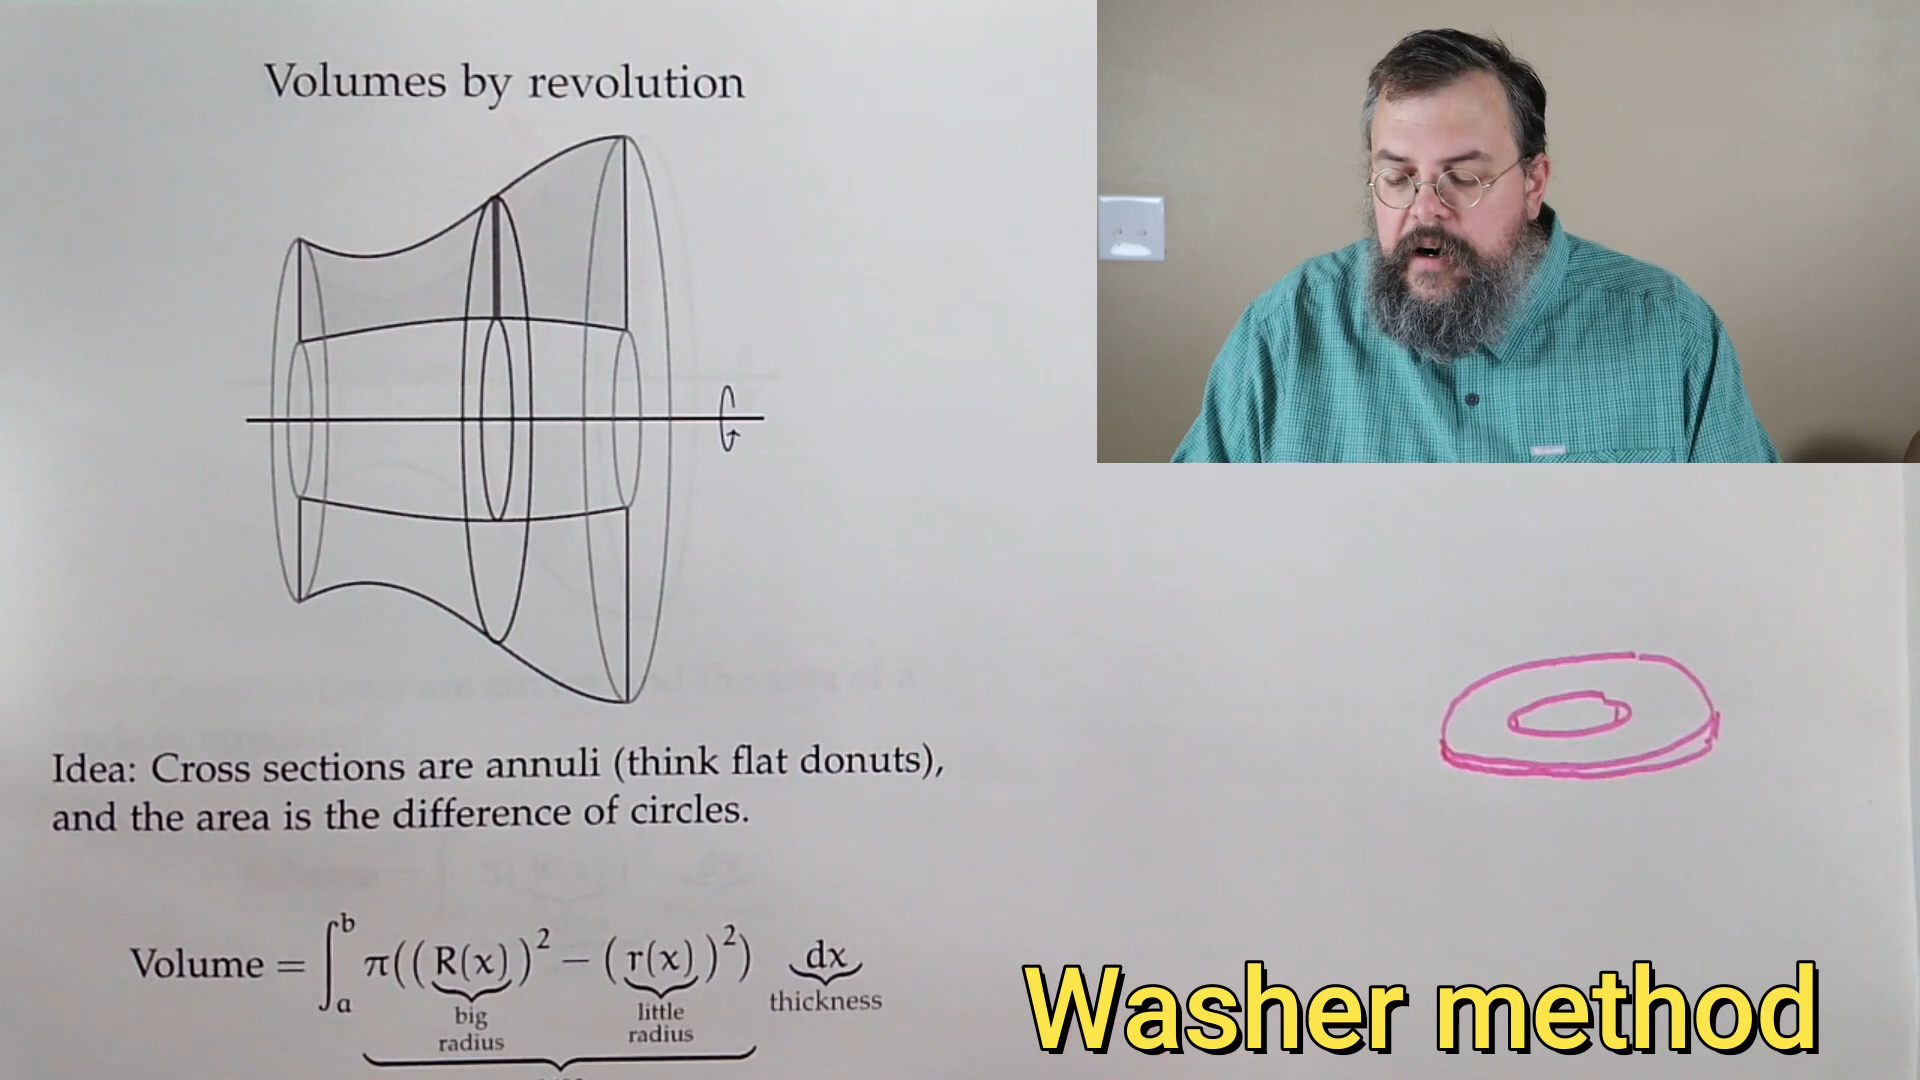 Volumes by revolution
Idea: Cross sections are annuli (think flat donuts),
and the area is the difference of circles.
Volume = ∫_a^b π((R(x))² − (r(x))²) dx
big radius
little radius
thickness
Washer method